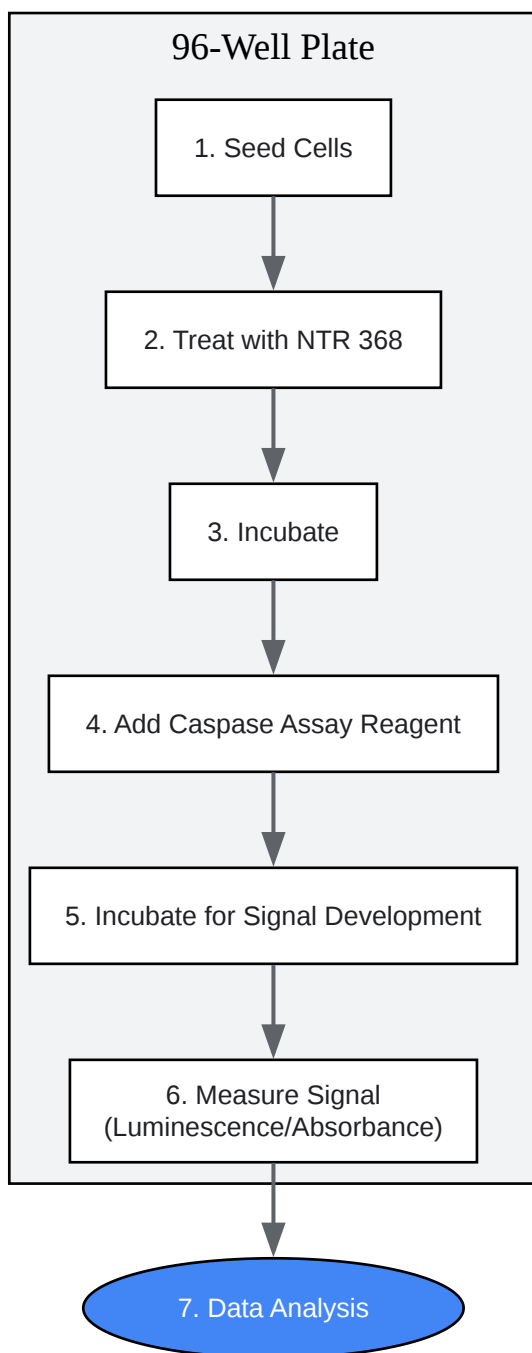 96-Well Plate
1. Seed Cells
2. Treat with NTR 368
3. Incubate
4. Add Caspase Assay Reagent
5. Incubate for Signal Development
6. Measure Signal
(Luminescence/Absorbance)
7. Data Analysis